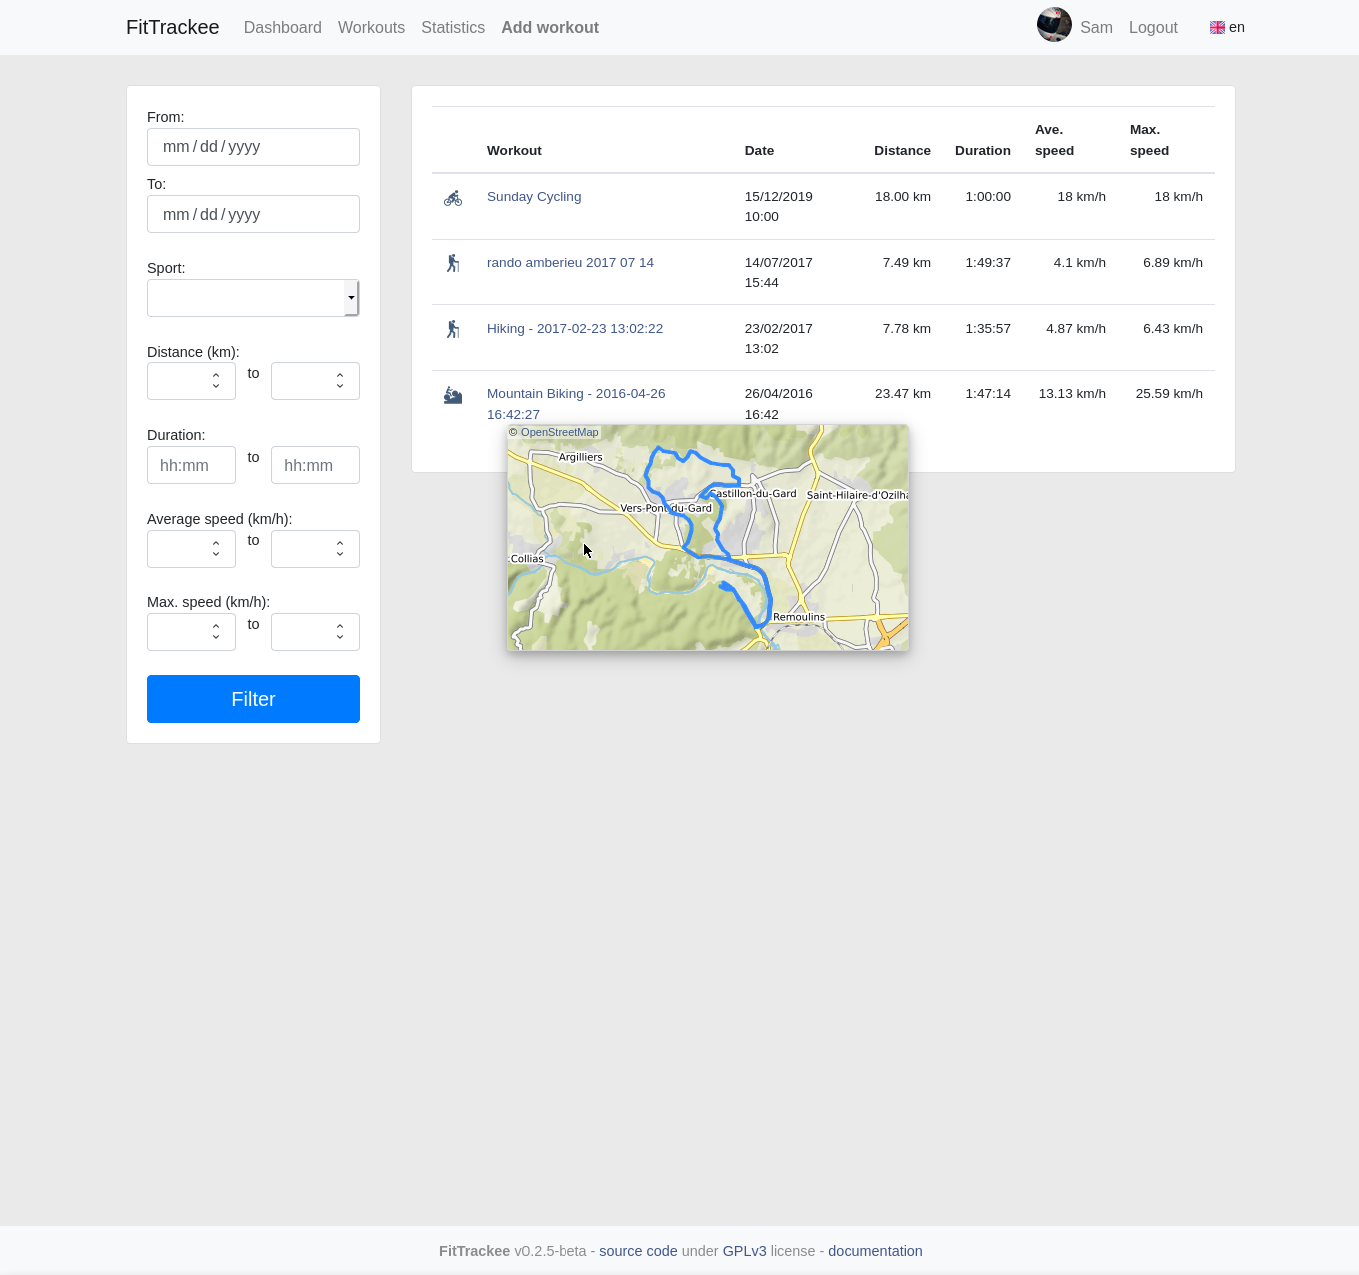 FitTrackee Dashboard Workouts Statistics Add workout Sam Logout en
From:
mm / dd / yyyy
To:
mm / dd / yyyy
Sport:
Distance (km):
to
Duration:
hh:mm to hh:mm
Average speed (km/h):
to
Max. speed (km/h):
to
Filter
Workout Date Distance Duration Ave. speed Max. speed
Sunday Cycling 15/12/2019 10:00 18.00 km 1:00:00 18 km/h 18 km/h
rando amberieu 2017 07 14 14/07/2017 15:44 7.49 km 1:49:37 4.1 km/h 6.89 km/h
Hiking - 2017-02-23 13:02:22 23/02/2017 13:02 7.78 km 1:35:57 4.87 km/h 6.43 km/h
Mountain Biking - 2016-04-26 16:42:27 26/04/2016 16:42 23.47 km 1:47:14 13.13 km/h 25.59 km/h
© OpenStreetMap
Argilliers
Castillon-du-Gard
Saint-Hilaire-d'Ozilha
Vers-Pont-du-Gard
Collias
Remoulins
FitTrackee v0.2.5-beta - source code under GPLv3 license - documentation